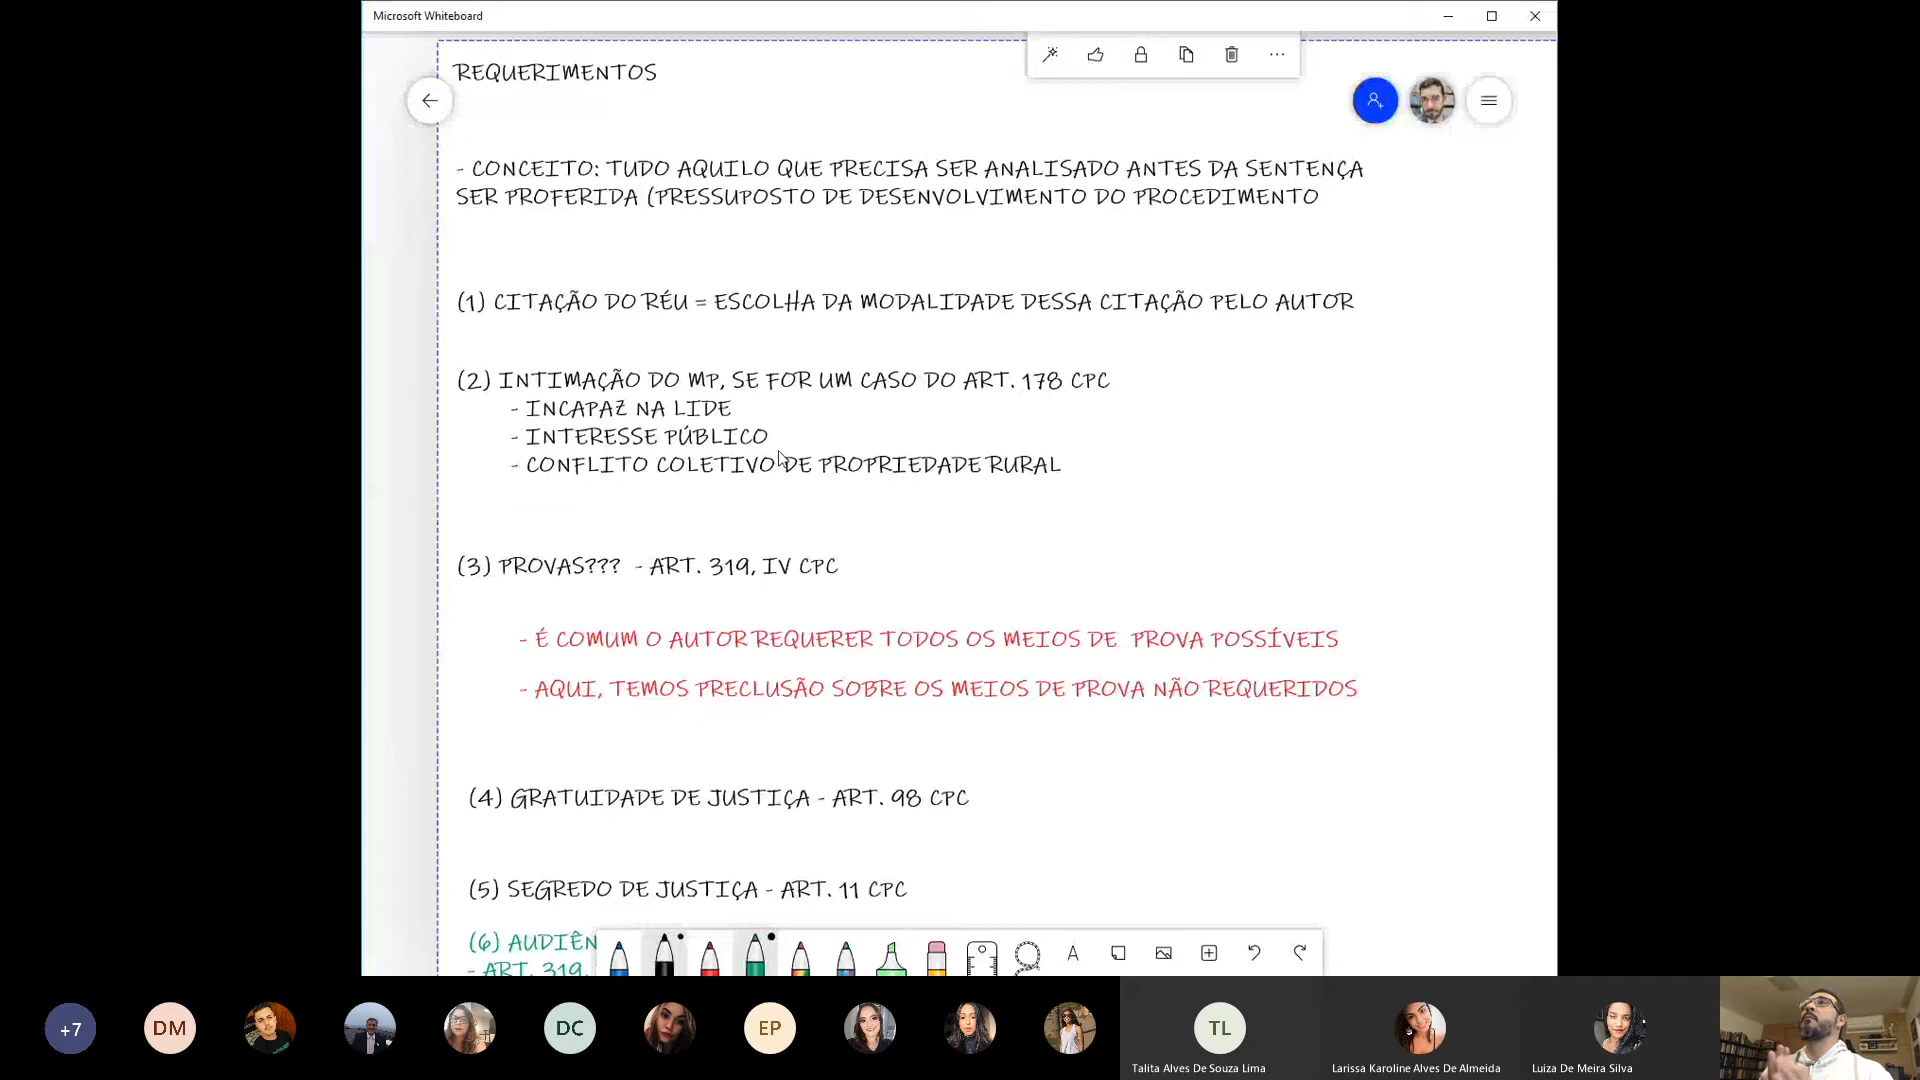 Microsoft Whiteboard
REQUERIMENTOS
- CONCEITO: TUDO AQUILO QUE PRECISA SER ANALISADO ANTES DA SENTENÇA
SER PROFERIDA (PRESSUPOSTO DE DESENVOLVIMENTO DO PROCEDIMENTO
(1) CITAÇÃO DO RÉU = ESCOLHA DA MODALIDADE DESSA CITAÇÃO PELO AUTOR
(2) INTIMAÇÃO DO MP, SE FOR UM CASO DO ART. 178 CPC
- INCAPAZ NA LIDE
- INTERESSE PÚBLICO
- CONFLITO COLETIVO DE PROPRIEDADE RURAL
(3) PROVAS??? - ART. 319, IV CPC
- É COMUM O AUTOR REQUERER TODOS OS MEIOS DE PROVA POSSÍVEIS
- AQUI, TEMOS PRECLUSÃO SOBRE OS MEIOS DE PROVA NÃO REQUERIDOS
(4) GRATUIDADE DE JUSTIÇA - ART. 98 CPC
(5) SEGREDO DE JUSTIÇA - ART. 11 CPC
(6) AUDIÊN
- ART. 319,
+7
DM
DC
EP
TL
Talita Alves De Souza Lima
Larissa Karoline Alves De Almeida
Luiza De Meira Silva